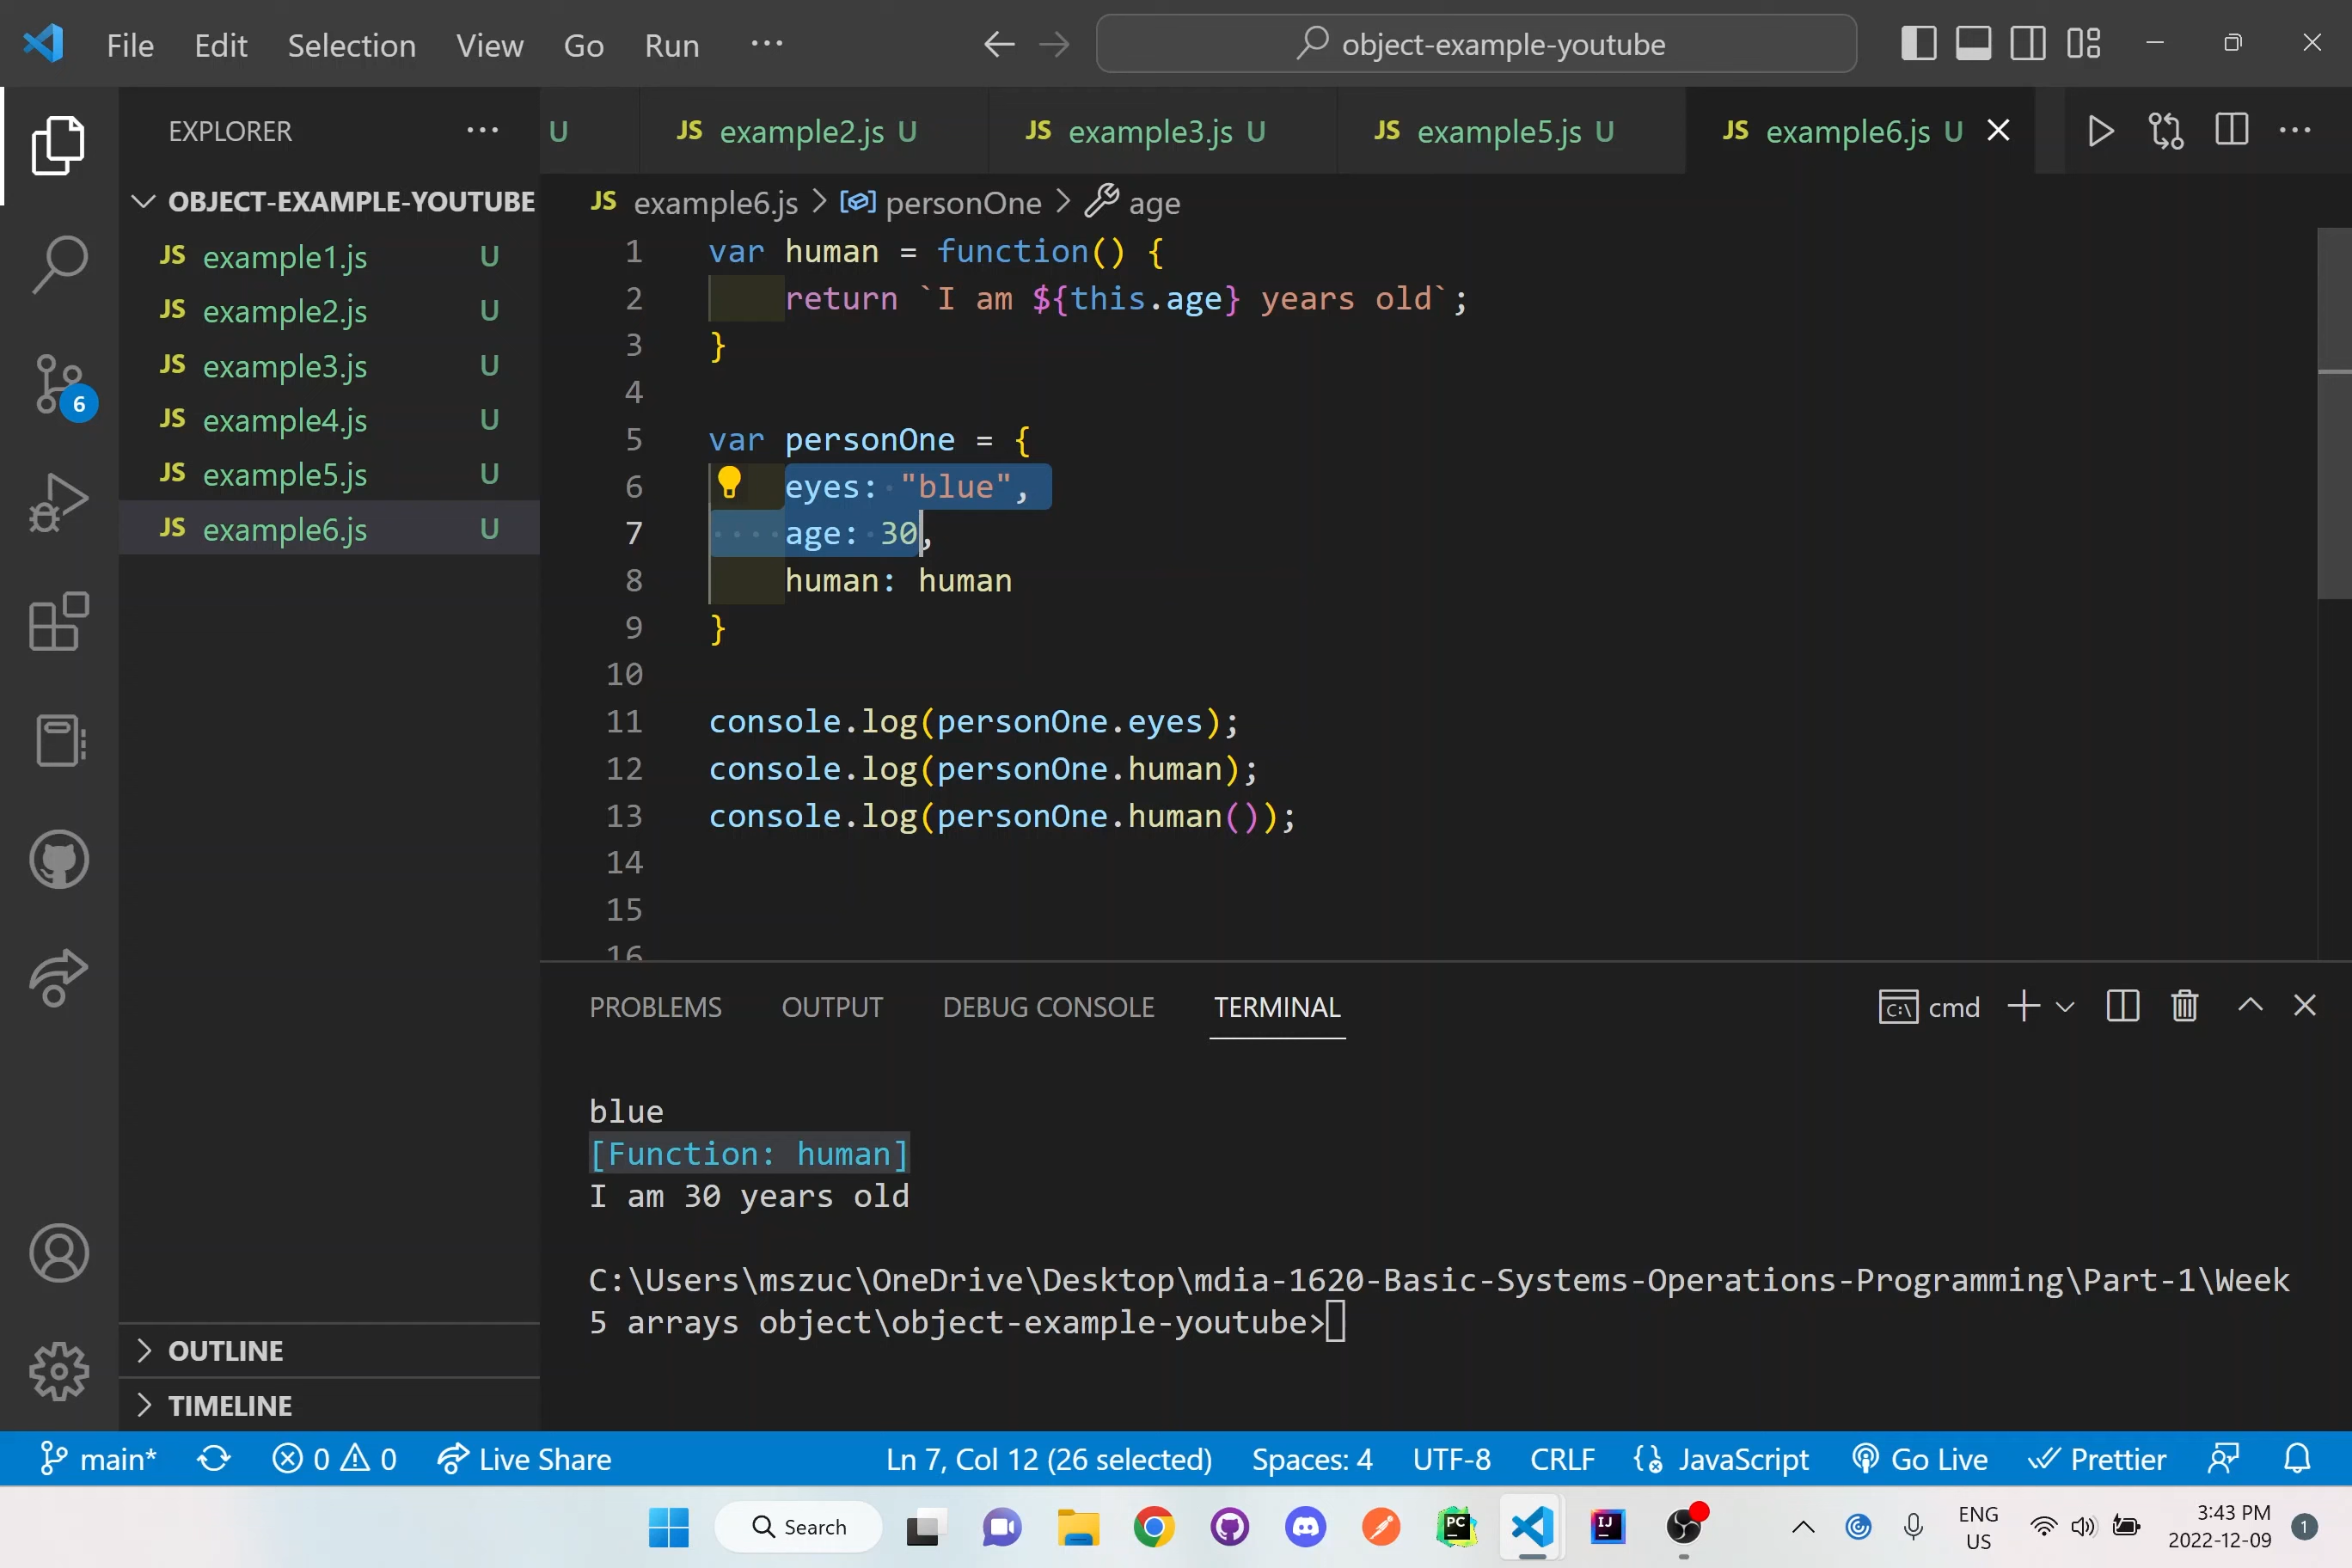 File Edit Selection View Go Run ··· object-example-youtube
EXPLORER ···
U JS example2.js U JS example3.js U JS example5.js U JS example6.js U
OBJECT-EXAMPLE-YOUTUBE
JS example1.js U
JS example2.js U
JS example3.js U
JS example4.js U
JS example5.js U
JS example6.js U
6
OUTLINE
TIMELINE
JS example6.js > personOne > age
1 var human = function() {
2 return `I am ${this.age} years old`;
3 }
4
5 var personOne = {
6 eyes: "blue",
7 age: 30,
8 human: human
9 }
10
11 console.log(personOne.eyes);
12 console.log(personOne.human);
13 console.log(personOne.human());
14
15
16
PROBLEMS OUTPUT DEBUG CONSOLE TERMINAL cmd
blue
[Function: human]
I am 30 years old
C:\Users\mszuc\OneDrive\Desktop\mdia-1620-Basic-Systems-Operations-Programming\Part-1\Week
5 arrays object\object-example-youtube>
main* 0 0 Live Share Ln 7, Col 12 (26 selected) Spaces: 4 UTF-8 CRLF JavaScript Go Live Prettier
Search PC IJ ENG 3:43 PM
US 2022-12-09 1